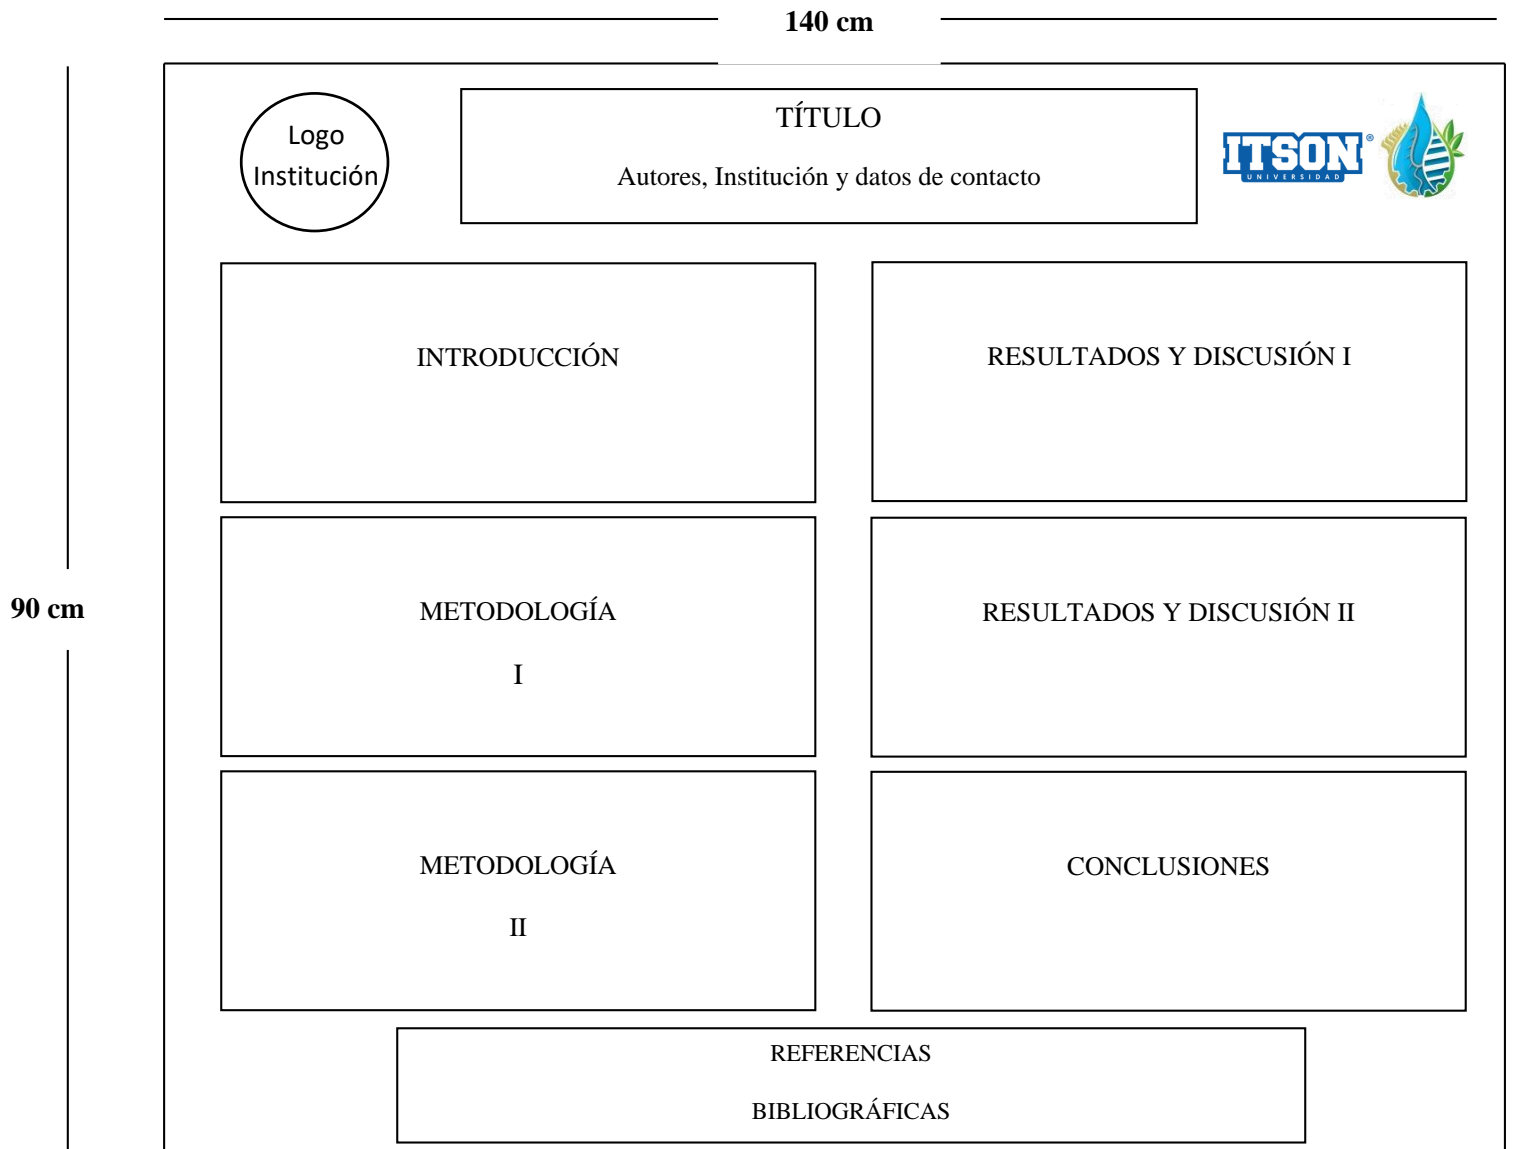 140 cm
Logo
Institución
TÍTULO
Autores, Institución y datos de contacto
ITSON®
UNIVERSIDAD
INTRODUCCIÓN
RESULTADOS Y DISCUSIÓN I
90 cm
METODOLOGÍA
I
RESULTADOS Y DISCUSIÓN II
METODOLOGÍA
II
CONCLUSIONES
REFERENCIAS
BIBLIOGRÁFICAS